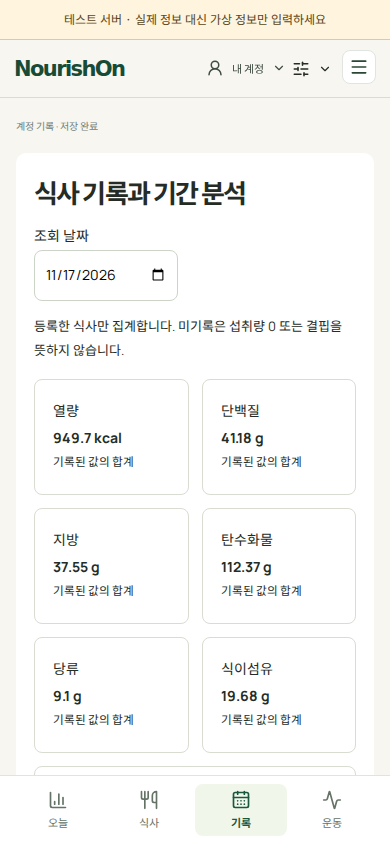 테스트 서버 · 실제 정보 대신 가상 정보만 입력하세요
NourishOn
내 계정
계정 기록 · 저장 완료
식사 기록과 기간 분석
조회 날짜
11/17/2026
등록한 식사만 집계합니다. 미기록은 섭취량 0 또는 결핍을
뜻하지 않습니다.
열량
949.7 kcal
기록된 값의 합계
단백질
41.18 g
기록된 값의 합계
지방
37.55 g
기록된 값의 합계
탄수화물
112.37 g
기록된 값의 합계
당류
9.1 g
기록된 값의 합계
식이섬유
19.68 g
기록된 값의 합계
오늘
식사
기록
운동